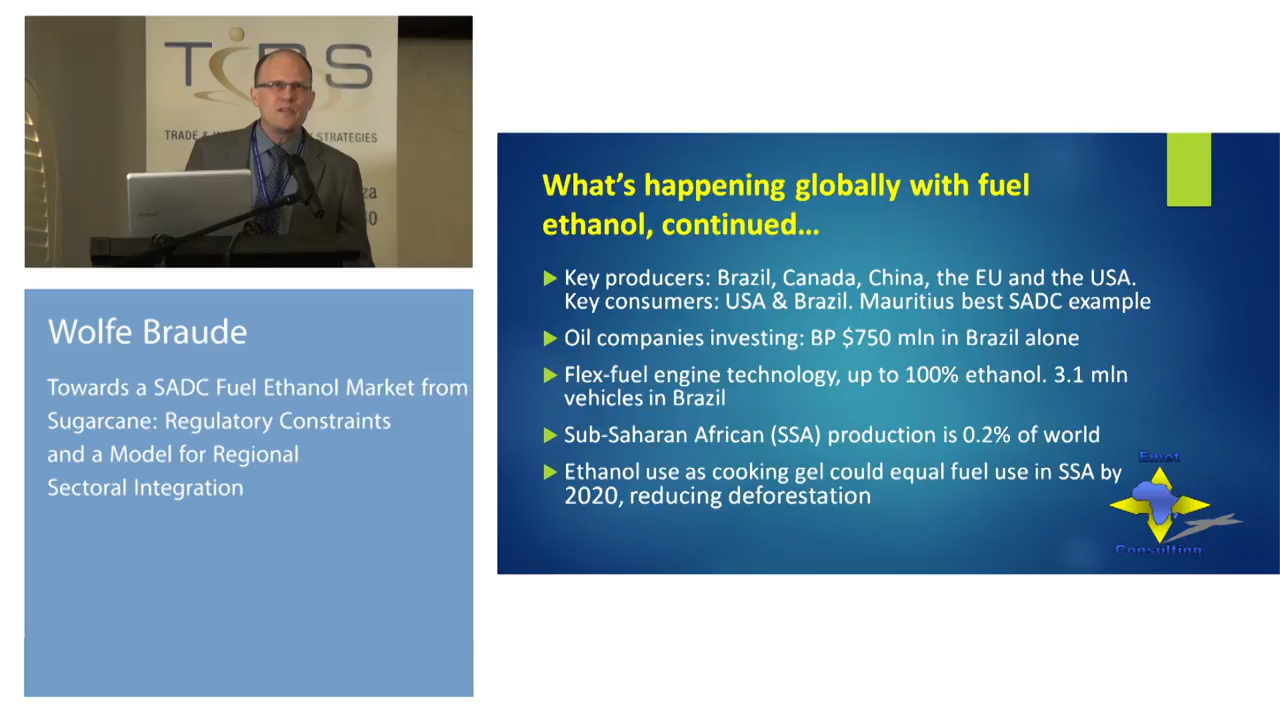 TIPS
TRADE & STRATEGIES
za
Wolfe Braude
Towards a SADC Fuel Ethanol Market from
Sugarcane: Regulatory Constraints
and a Model for Regional
Sectoral Integration
What's happening globally with fuel
ethanol, continued...
Key producers: Brazil, Canada, China, the EU and the USA.
Key consumers: USA & Brazil. Mauritius best SADC example
Oil companies investing: BP $750 mln in Brazil alone
Flex-fuel engine technology, up to 100% ethanol. 3.1 mln
vehicles in Brazil
Sub-Saharan African (SSA) production is 0.2% of world
Ethanol use as cooking gel could equal fuel use in SSA by
2020, reducing deforestation
Emet
Consulting